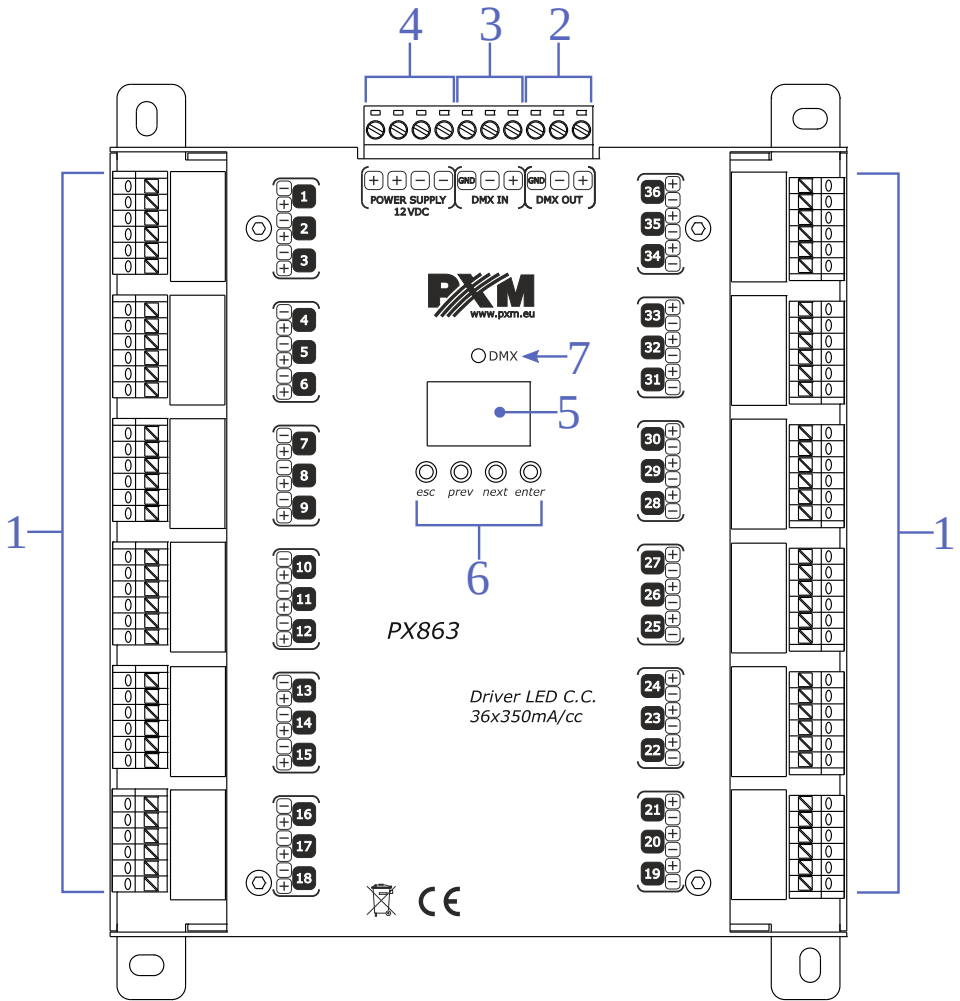 4 3 2
+ + − − GND − + GND − +
POWER SUPPLY DMX IN DMX OUT
12VDC
− 1 +
− 2 +
− 3 +
− 4 +
− 5 +
− 6 +
− 7 +
− 8 +
− 9 +
− 10 +
− 11 +
− 12 +
− 13 +
− 14 +
− 15 +
− 16 +
− 17 +
− 18 +
36 + −
35 + −
34 + −
33 + −
32 + −
31 + −
30 + −
29 + −
28 + −
27 + −
26 + −
25 + −
24 + −
23 + −
22 + −
21 + −
20 + −
19 + −
PXM
www.pxm.eu
DMX 7
5
esc prev next enter
1 1
6
PX863
Driver LED C.C.
36x350mA/cc
CE